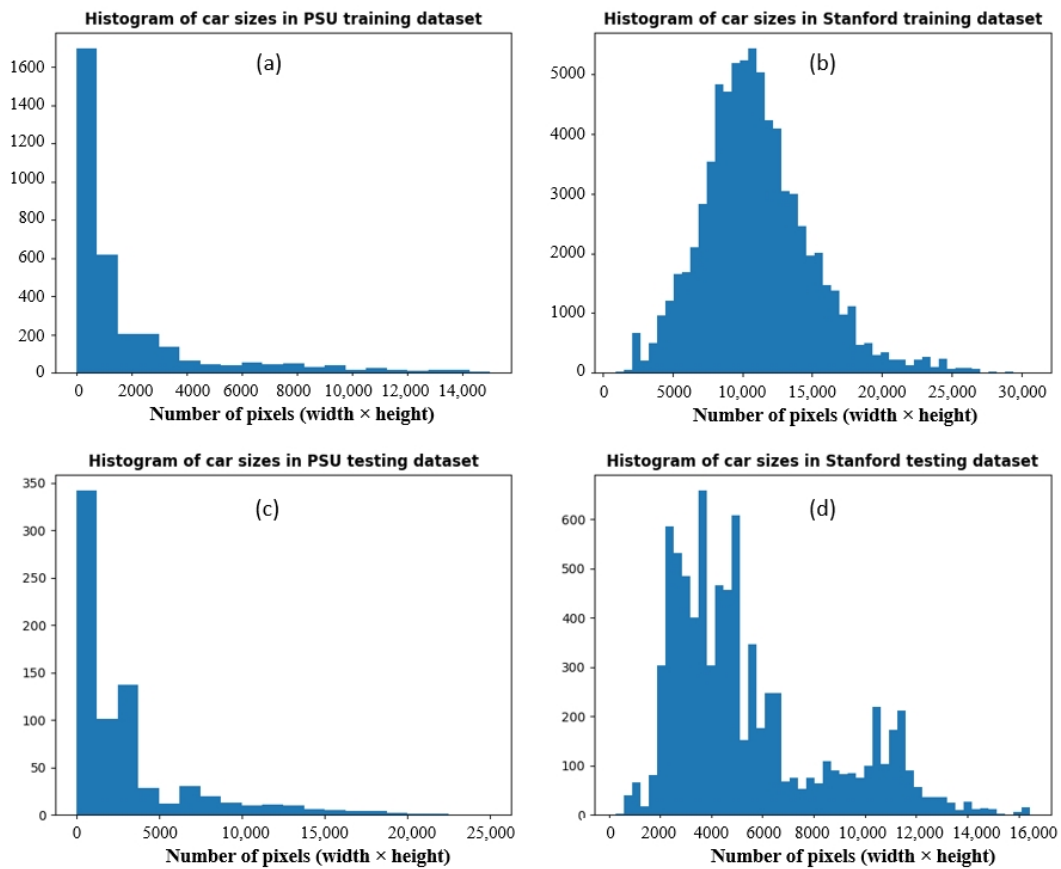 Histogram of car sizes in PSU training dataset
(a)
1600
1400
1200
1000
800
600
400
200
0
0 2000 4000 6000 8000 10,000 12,000 14,000
Number of pixels (width × height)
Histogram of car sizes in Stanford training dataset
(b)
5000
4000
3000
2000
1000
0
0 5000 10,000 15,000 20,000 25,000 30,000
Number of pixels (width × height)
Histogram of car sizes in PSU testing dataset
(c)
350
300
250
200
150
100
50
0
0 5000 10,000 15,000 20,000 25,000
Number of pixels (width × height)
Histogram of car sizes in Stanford testing dataset
(d)
600
500
400
300
200
100
0
0 2000 4000 6000 8000 10,000 12,000 14,000 16,000
Number of pixels (width × height)